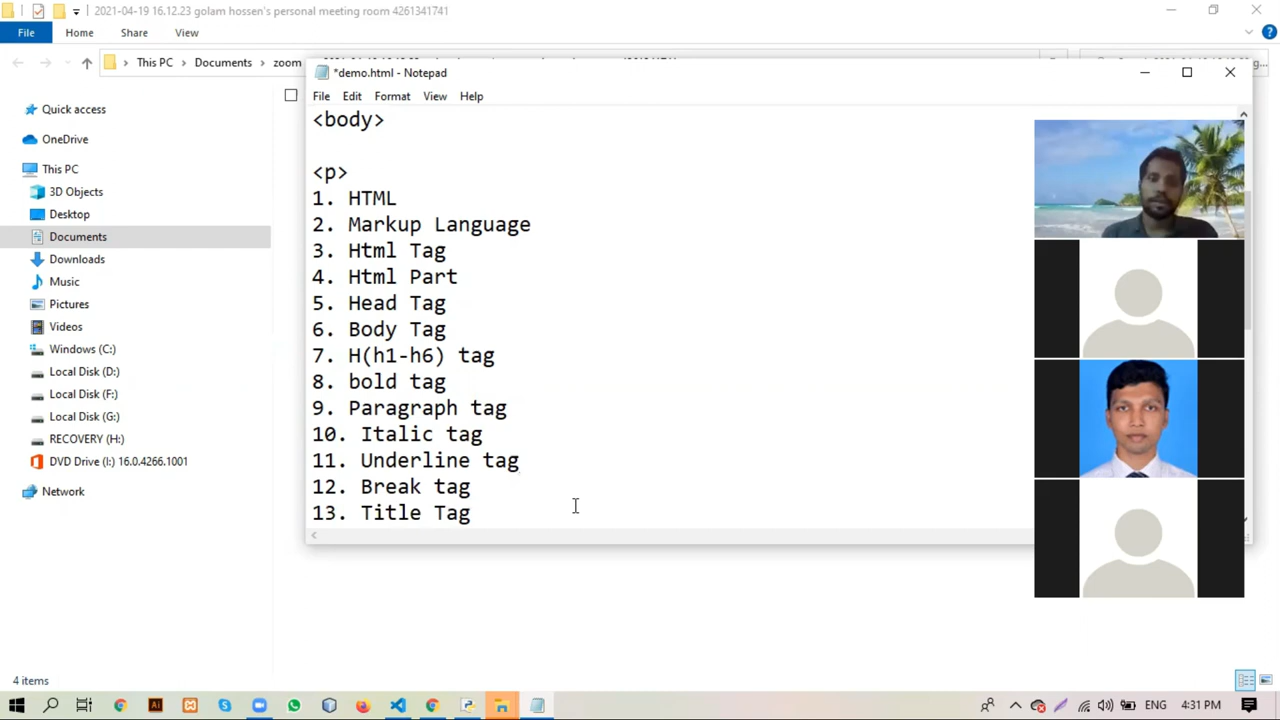 2021-04-19 16.12.23 golam hossen's personal meeting room 4261341741
File Home Share View
This PC Documents zoom
*demo.html - Notepad
File Edit Format View Help
Quick access
OneDrive
This PC
3D Objects
Desktop
Documents
Downloads
Music
Pictures
Videos
Windows (C:)
Local Disk (D:)
Local Disk (F:)
Local Disk (G:)
RECOVERY (H:)
DVD Drive (I:) 16.0.4266.1001
Network
<body>
<p>
1. HTML
2. Markup Language
3. Html Tag
4. Html Part
5. Head Tag
6. Body Tag
7. H(h1-h6) tag
8. bold tag
9. Paragraph tag
10. Italic tag
11. Underline tag
12. Break tag
13. Title Tag
4 items
ENG 4:31 PM